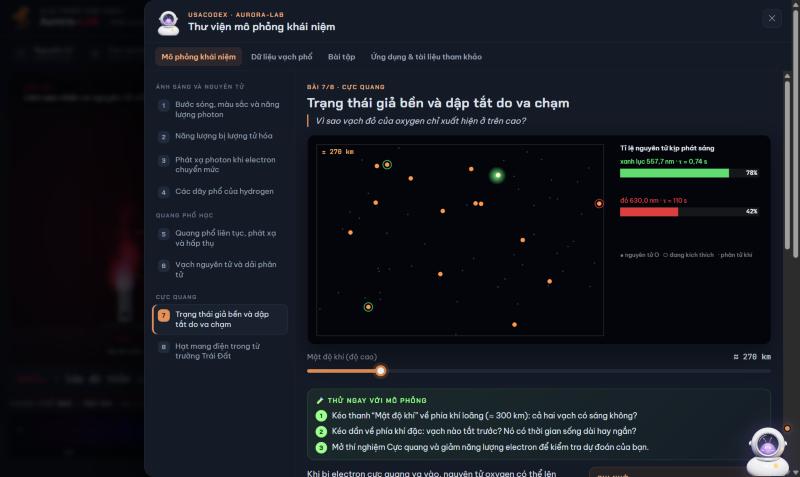 USACODEX · AURORA-LAB
Thư viện mô phỏng khái niệm
Mô phỏng khái niệm
Dữ liệu vạch phổ
Bài tập
Ứng dụng & tài liệu tham khảo
ÁNH SÁNG VÀ NGUYÊN TỬ
1 Bước sóng, màu sắc và năng
lượng photon
2 Năng lượng bị lượng tử hóa
3 Phát xạ photon khi electron
chuyển mức
4 Các dãy phổ của hydrogen
QUANG PHỔ HỌC
5 Quang phổ liên tục, phát xạ
và hấp thụ
6 Vạch nguyên tử và dải phân
tử
CỰC QUANG
7 Trạng thái giả bền và dập
tắt do va chạm
8 Hạt mang điện trong từ
trường Trái Đất
BÀI 7/8 · CỰC QUANG
Trạng thái giả bền và dập tắt do va chạm
Vì sao vạch đỏ của oxygen chỉ xuất hiện ở trên cao?
≈ 270 km
Tỉ lệ nguyên tử kịp phát sáng
xanh lục 557,7 nm · τ = 0,74 s
78%
đỏ 630,0 nm · τ = 110 s
42%
● nguyên tử O ○ đang kích thích · phân tử khí
Mật độ khí (độ cao)
≈ 270 km
THỬ NGAY VỚI MÔ PHỎNG
1 Kéo thanh "Mật độ khí" về phía khí loãng (≈ 300 km): cả hai vạch có sáng không?
2 Kéo dần về phía khí đặc: vạch nào tắt trước? Nó có thời gian sống dài hay ngắn?
3 Mở thí nghiệm Cực quang và giảm năng lượng electron để kiểm tra dự đoán của bạn.
Khi bị electron cực quang va vào, nguyên tử oxygen có thể lên